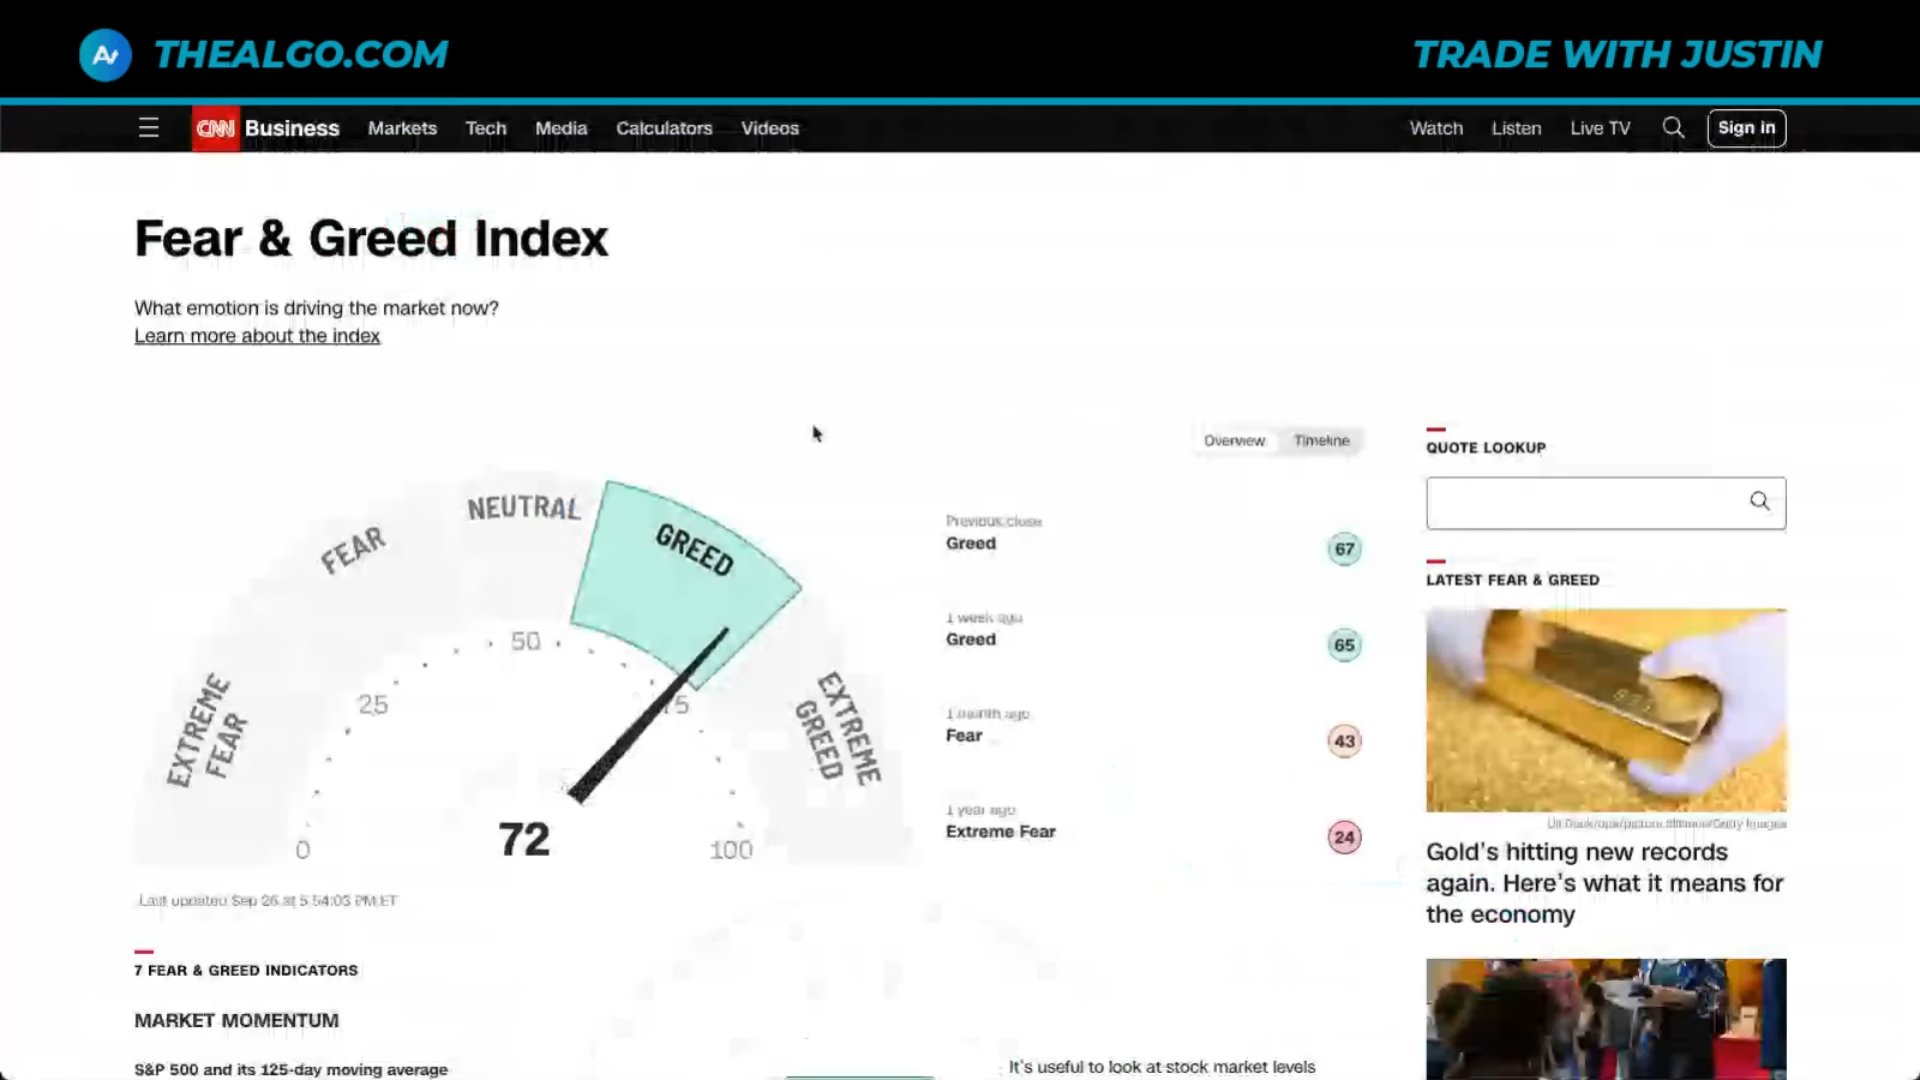 THEALGO.COM
TRADE WITH JUSTIN
CNN Business Markets Tech Media Calculators Videos
Watch Listen Live TV Sign in
Fear & Greed Index
What emotion is driving the market now?
Learn more about the index
Overview Timeline
EXTREME FEAR
FEAR
NEUTRAL
GREED
EXTREME GREED
0
25
50
75
100
72
Last updated Sep 26 at 5:54:03 PM ET
Previous close
Greed
67
1 week ago
Greed
65
1 month ago
Fear
43
1 year ago
Extreme Fear
24
7 FEAR & GREED INDICATORS
MARKET MOMENTUM
S&P 500 and its 125-day moving average
It's useful to look at stock market levels
QUOTE LOOKUP
LATEST FEAR & GREED
Gold's hitting new records
again. Here's what it means for
the economy